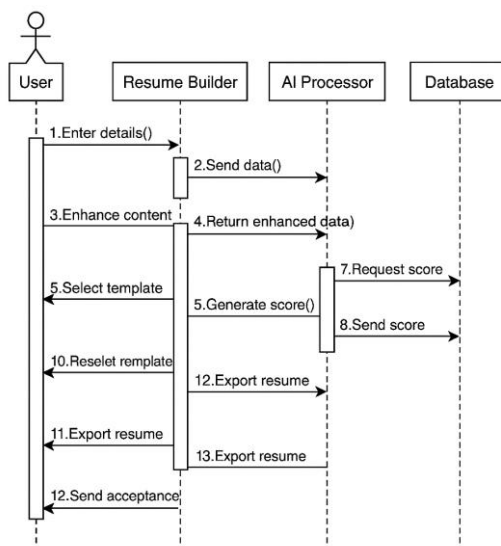 User
Resume Builder
AI Processor
Database
1.Enter details()
2.Send data()
3.Enhance content
4.Return enhanced data)
7.Request score
5.Select template
5.Generate score()
8.Send score
10.Reselet remplate
12.Export resume
11.Export resume
13.Export resume
12.Send acceptance